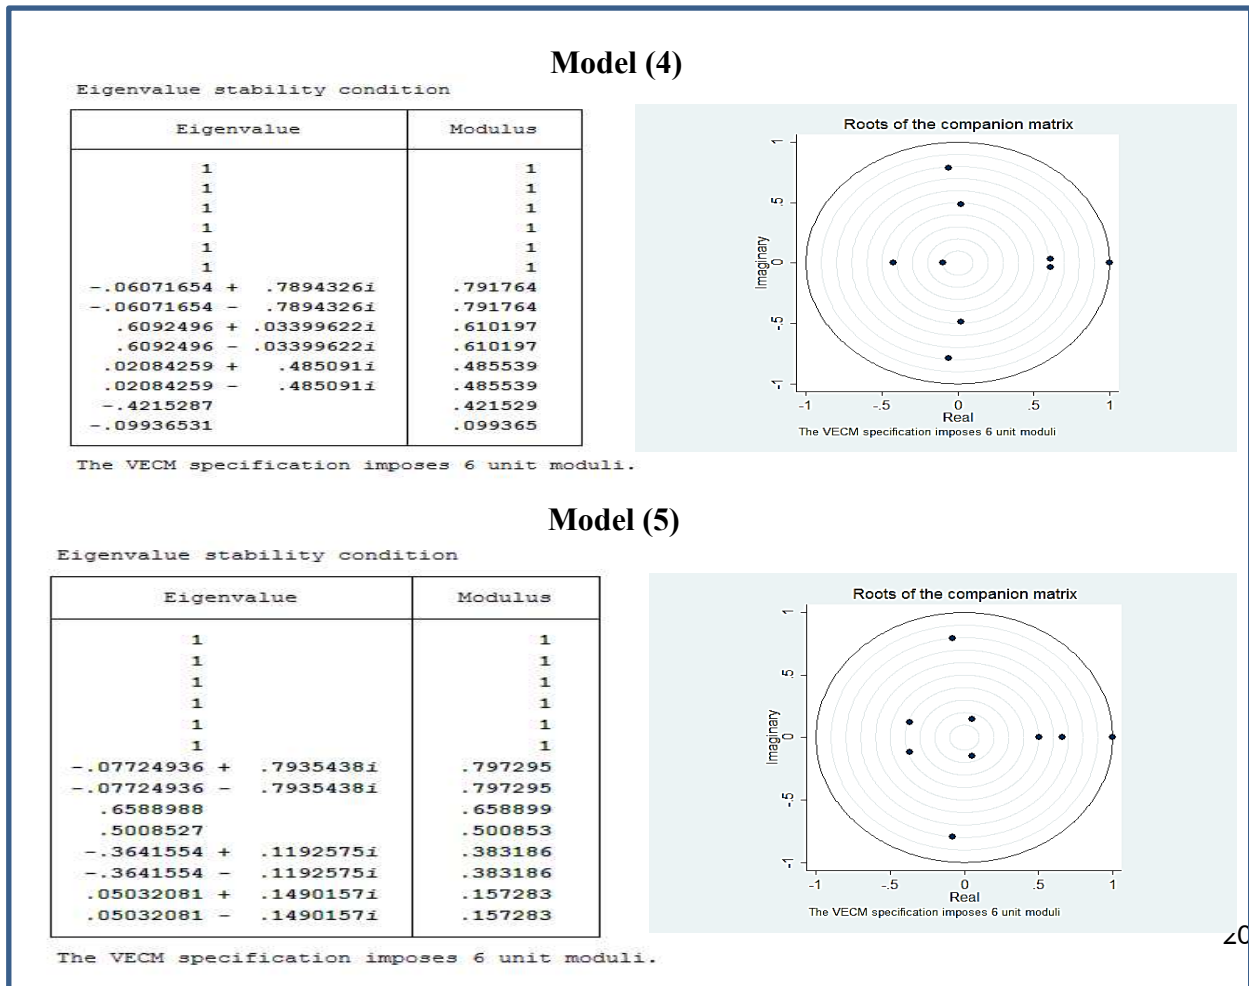 Model (4)
Eigenvalue stability condition
Eigenvalue Modulus
1 1
1 1
1 1
1 1
1 1
1 1
-.06071654 + .7894326i .791764
-.06071654 - .7894326i .791764
.6092496 + .03399622i .610197
.6092496 - .03399622i .610197
.02084259 + .485091i .485539
.02084259 - .485091i .485539
-.4215287 .421529
-.09936531 .099365
The VECM specification imposes 6 unit moduli.
Roots of the companion matrix
1
.5
0
-.5
-1
Imaginary
-1 -.5 0 .5 1
Real
The VECM specification imposes 6 unit moduli
Model (5)
Eigenvalue stability condition
Eigenvalue Modulus
1 1
1 1
1 1
1 1
1 1
1 1
-.07724936 + .7935438i .797295
-.07724936 - .7935438i .797295
.6588988 .658899
.5008527 .500853
-.3641554 + .1192575i .383186
-.3641554 - .1192575i .383186
.05032081 + .1490157i .157283
.05032081 - .1490157i .157283
The VECM specification imposes 6 unit moduli.
Roots of the companion matrix
1
.5
0
-.5
-1
Imaginary
-1 -.5 0 .5 1
Real
The VECM specification imposes 6 unit moduli
20